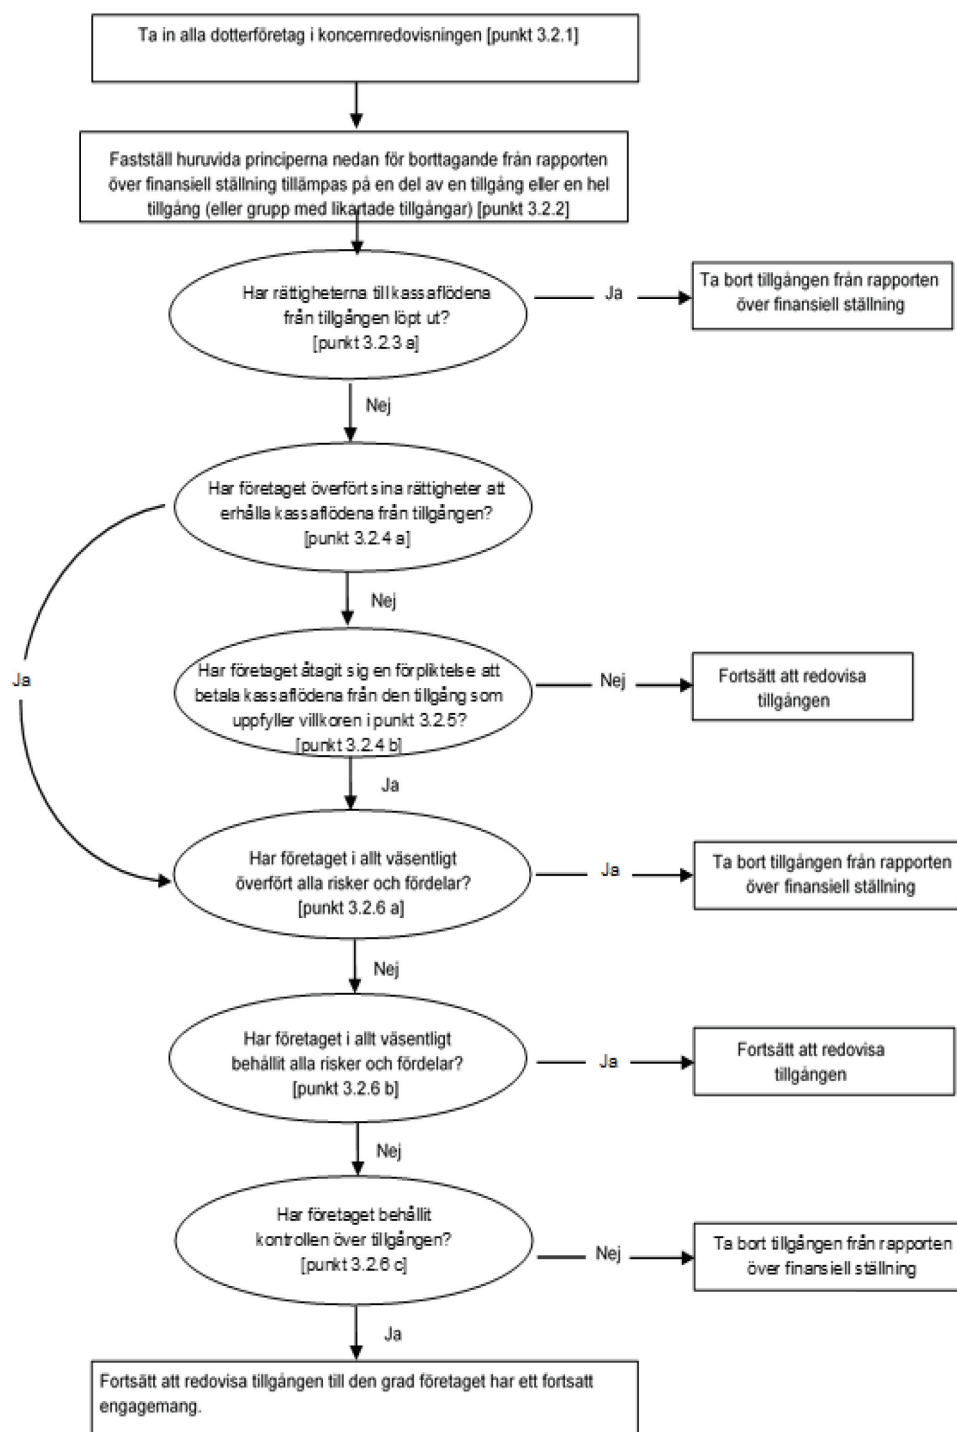 Ta in alla dotterföretag i koncernredovisningen [punkt 3.2.1]
Fastställ huruvida principerna nedan för borttagande från rapporten
över finansiell ställning tillämpas på en del av en tillgång eller en hel
tillgång (eller grupp med likartade tillgångar) [punkt 3.2.2]
Har rättigheterna till kassaflödena
från tillgången löpt ut?
[punkt 3.2.3 a]
Ja
Ta bort tillgången från rapporten
över finansiell ställning
Nej
Har företaget överfört sina rättigheter att
erhålla kassaflödena från tillgången?
[punkt 3.2.4 a]
Nej
Ja
Har företaget åtagit sig en förpliktelse att
betala kassaflödena från den tillgång som
uppfyller villkoren i punkt 3.2.5?
[punkt 3.2.4 b]
Nej
Fortsätt att redovisa
tillgången
Ja
Har företaget i allt väsentligt
överfört alla risker och fördelar?
[punkt 3.2.6 a]
Ja
Ta bort tillgången från rapporten
över finansiell ställning
Nej
Har företaget i allt väsentligt
behållit alla risker och fördelar?
[punkt 3.2.6 b]
Ja
Fortsätt att redovisa
tillgången
Nej
Har företaget behållit
kontrollen över tillgången?
[punkt 3.2.6 c]
Nej
Ta bort tillgången från rapporten
över finansiell ställning
Ja
Fortsätt att redovisa tillgången till den grad företaget har ett fortsatt
engagemang.